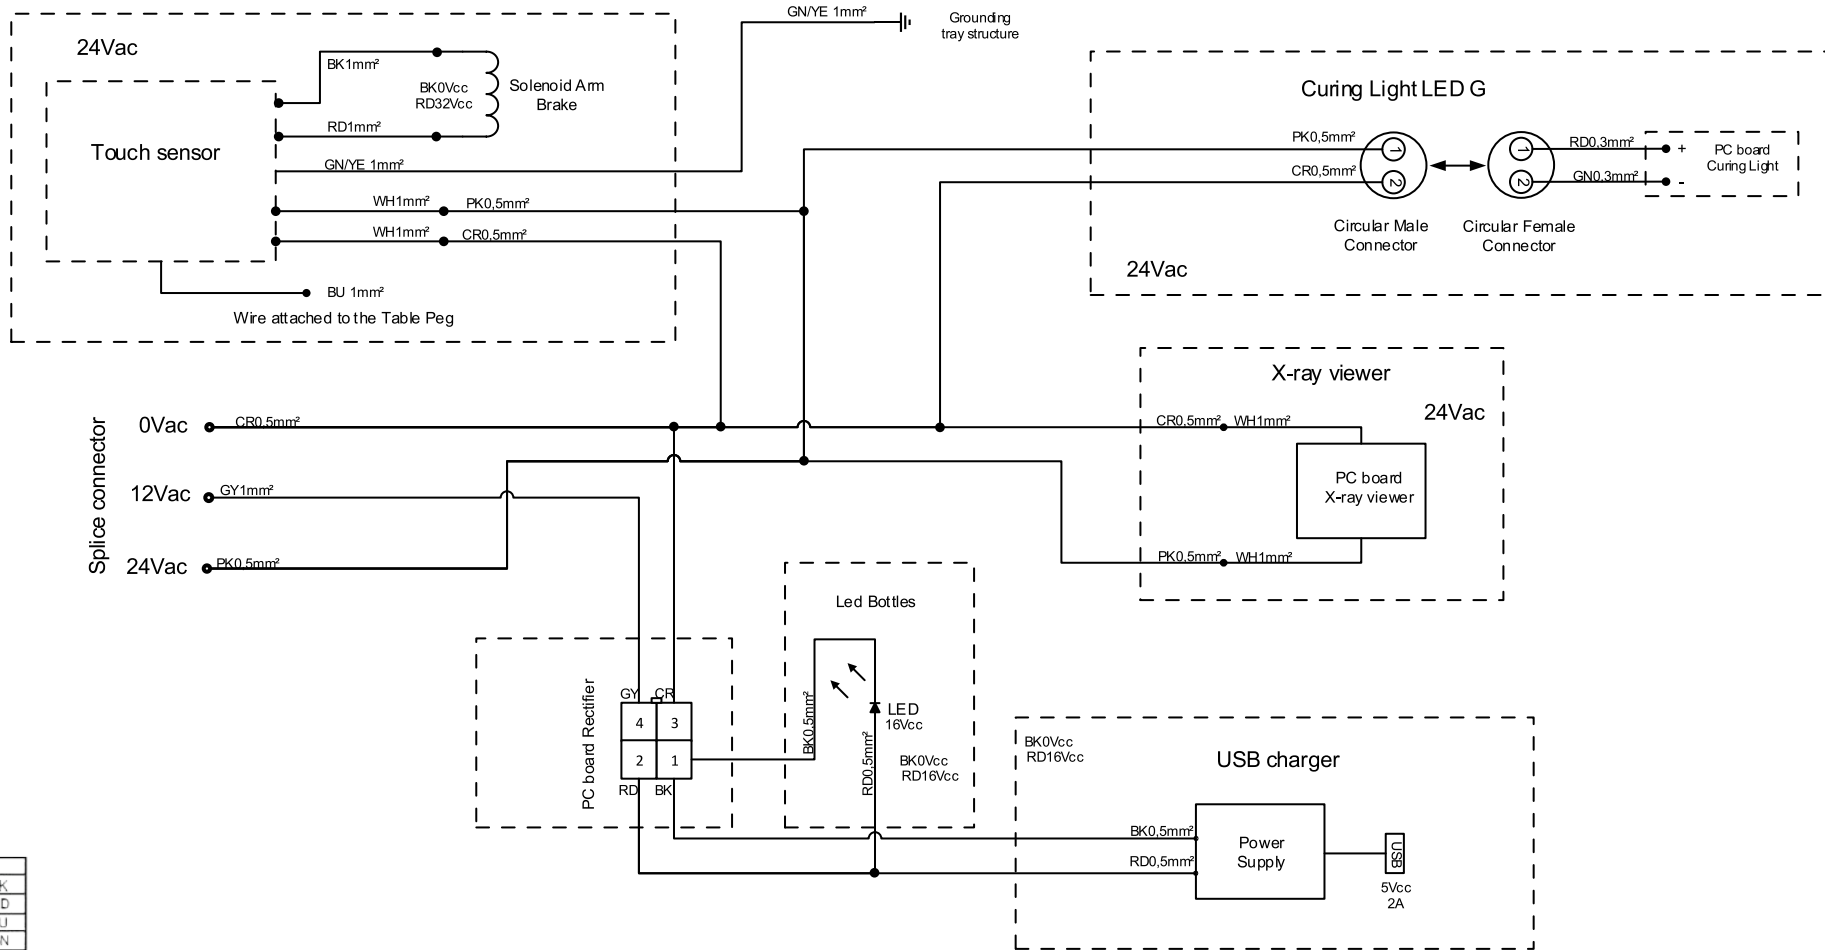 24Vac
Touch sensor
BK1mm²
BK0Vcc
RD32Vcc
Solenoid Arm
Brake
RD1mm²
GN/YE 1mm²
GN/YE 1mm²
Grounding
tray structure
WH1mm²
PK0,5mm²
WH1mm²
CR0,5mm²
BU 1mm²
Wire attached to the Table Peg
Curing Light LED G
PK0,5mm²
CR0,5mm²
1
2
1
2
RD0,3mm²
GN0,3mm²
+
-
PC board
Curing Light
Circular Male
Connector
Circular Female
Connector
24Vac
Splice connector
0Vac
CR0,5mm²
12Vac
GY1mm²
24Vac
PK0,5mm²
X-ray viewer
24Vac
CR0,5mm²
WH1mm²
PC board
X-ray viewer
PK0,5mm²
WH1mm²
PC board Rectifier
GY
CR
4
3
2
1
RD
BK
Led Bottles
BK0,5mm²
LED
16Vcc
RD0,5mm²
BK0Vcc
RD16Vcc
BK0Vcc
RD16Vcc
USB charger
BK0,5mm²
RD0,5mm²
Power
Supply
USB
5Vcc
2A
K
D
U
N